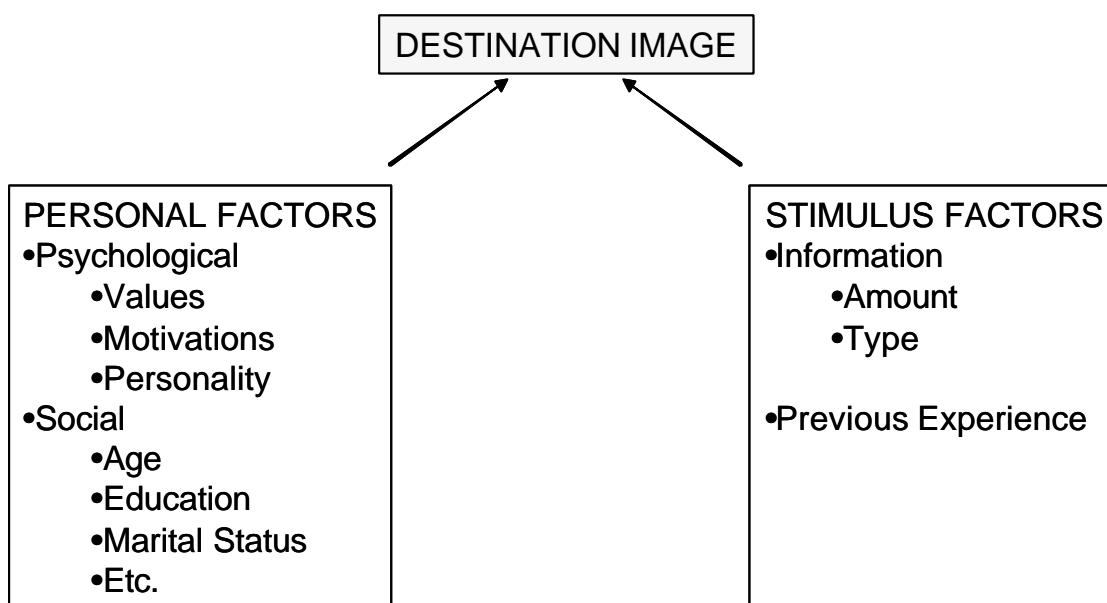 DESTINATION IMAGE
PERSONAL FACTORS
•Psychological
•Values
•Motivations
•Personality
•Social
•Age
•Education
•Marital Status
•Etc.
STIMULUS FACTORS
•Information
•Amount
•Type
•Previous Experience